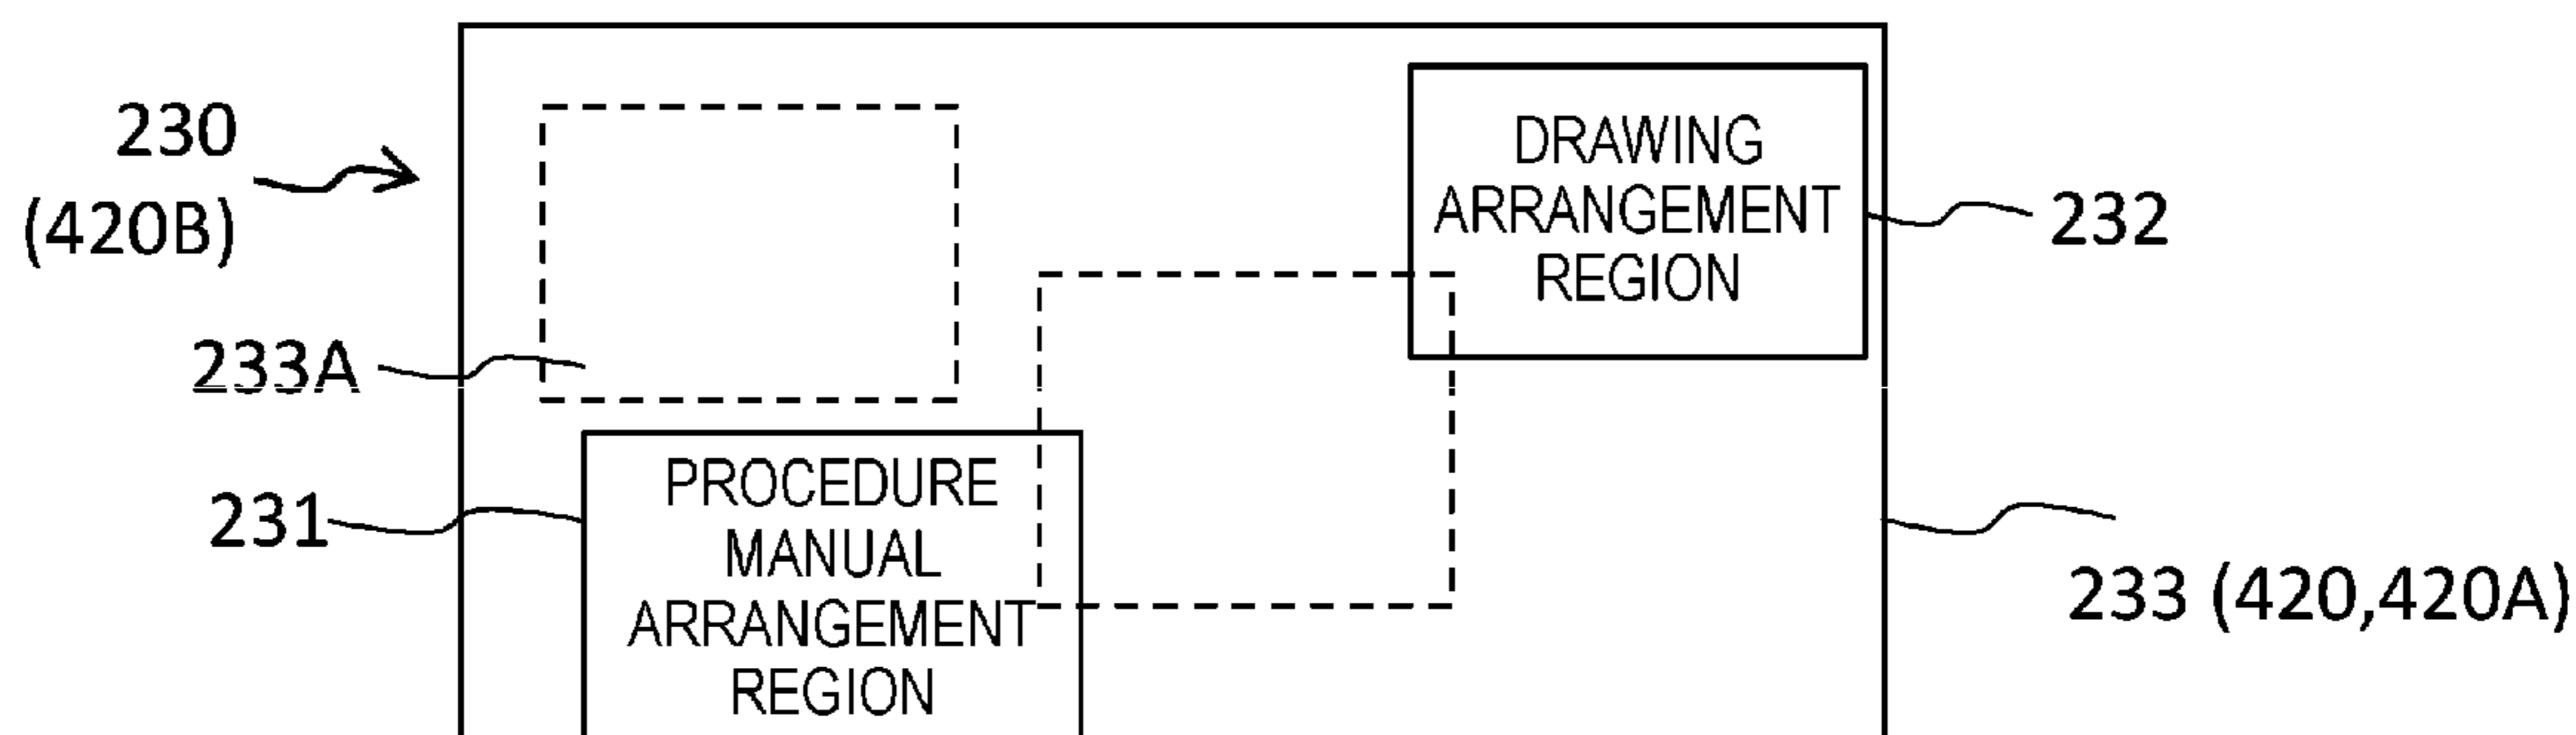 230
(420B)
DRAWING
ARRANGEMENT
REGION
232
233A
231
PROCEDURE
MANUAL
ARRANGEMENT
REGION
233 (420,420A)